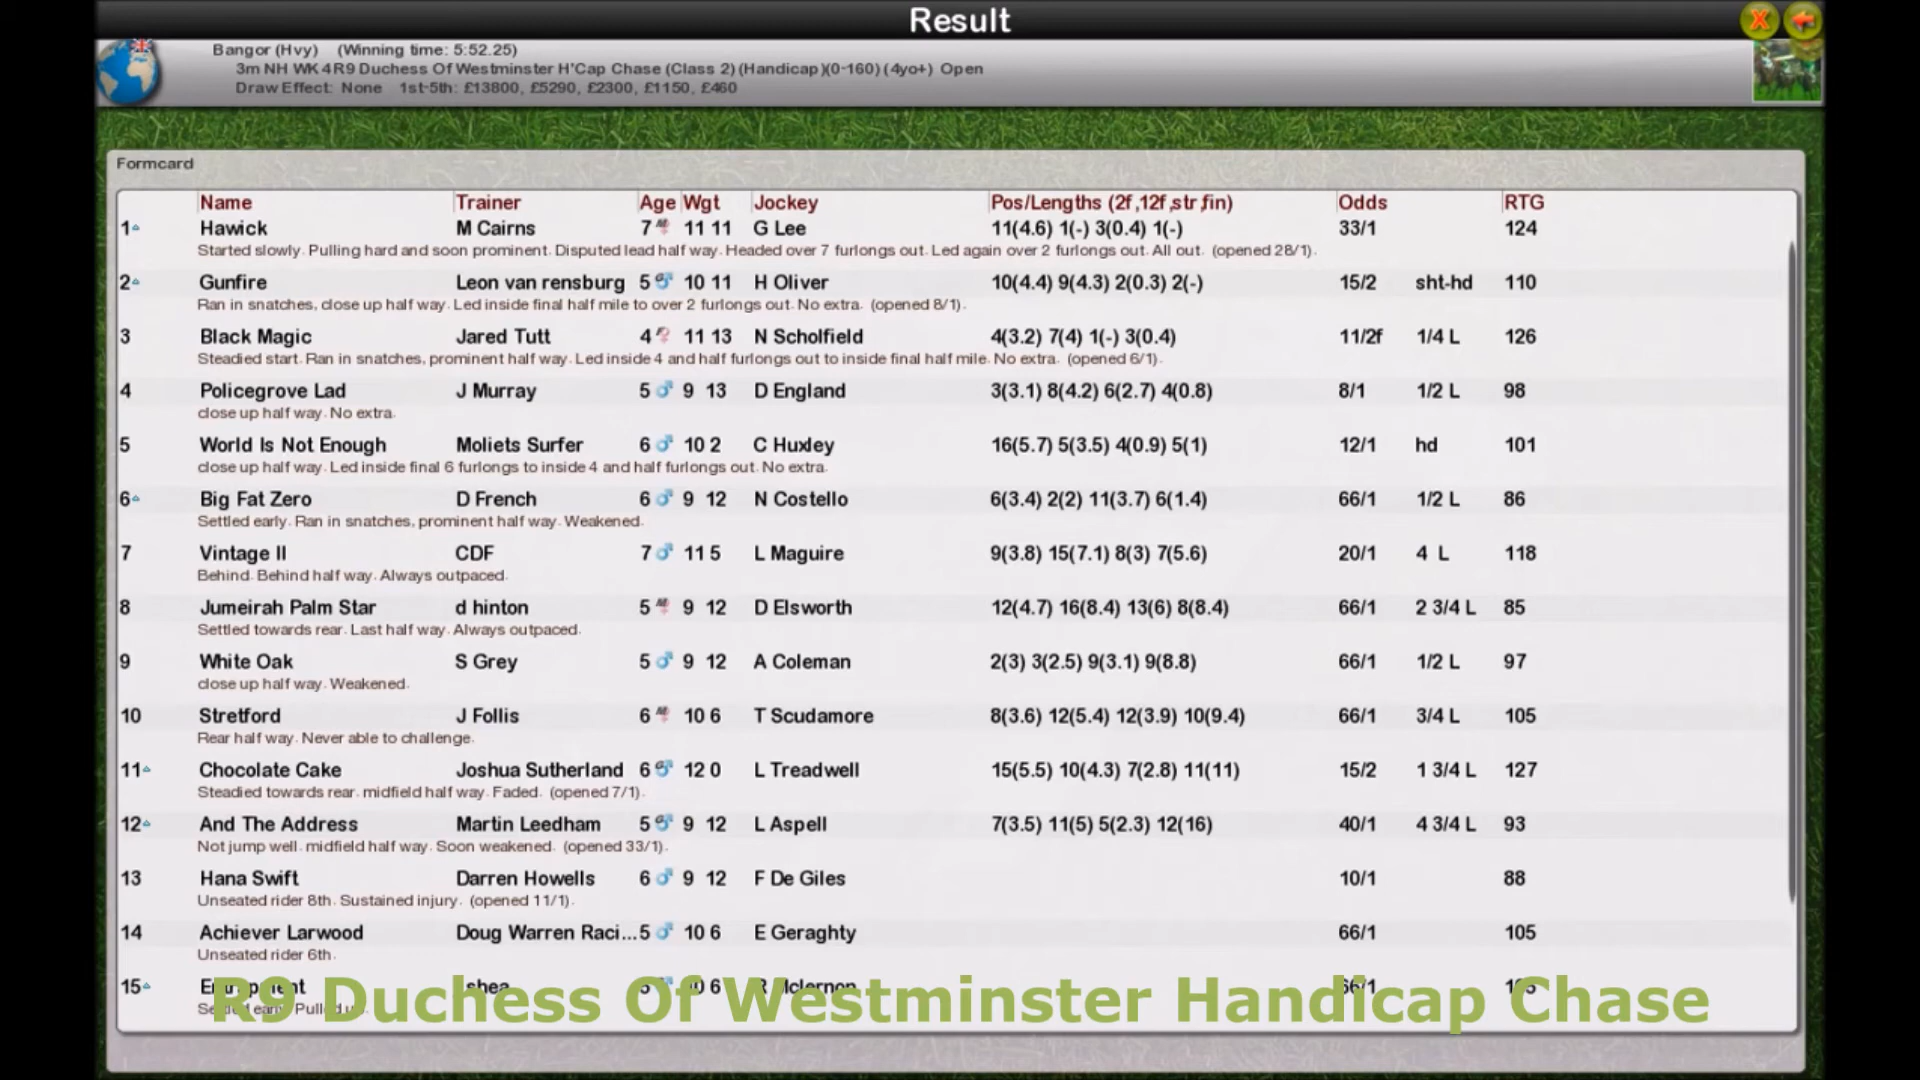 Result
Bangor (Hvy) (Winning time: 5:52.25)
3m NH WK4R9 Duchess Of Westminster H'Cap Chase (Class 2) (Handicap)(0-160) (4yo+) Open
Draw Effect: None 1st-5th: £13800, £5290, £2300, £1150, £460
Formcard
Name Trainer Age Wgt Jockey Pos/Lengths (2f,12f,str,fin) Odds RTG
1 Hawick M Cairns 7 11 11 G Lee 11(4.6) 1(-) 3(0.4) 1(-) 33/1 124
Started slowly. Pulling hard and soon prominent. Disputed lead half way. Headed over 7 furlongs out. Led again over 2 furlongs out. All out. (opened 28/1).
2 Gunfire Leon van rensburg 5 10 11 H Oliver 10(4.4) 9(4.3) 2(0.3) 2(-) 15/2 sht-hd 110
Ran in snatches, close up half way. Led inside final half mile to over 2 furlongs out. No extra. (opened 8/1).
3 Black Magic Jared Tutt 4 11 13 N Scholfield 4(3.2) 7(4) 1(-) 3(0.4) 11/2f 1/4 L 126
Steadied start. Ran in snatches, prominent half way. Led inside 4 and half furlongs out to inside final half mile. No extra. (opened 6/1).
4 Policegrove Lad J Murray 5 9 13 D England 3(3.1) 8(4.2) 6(2.7) 4(0.8) 8/1 1/2 L 98
close up half way. No extra.
5 World Is Not Enough Moliets Surfer 6 10 2 C Huxley 16(5.7) 5(3.5) 4(0.9) 5(1) 12/1 hd 101
close up half way. Led inside final 6 furlongs to inside 4 and half furlongs out. No extra.
6 Big Fat Zero D French 6 9 12 N Costello 6(3.4) 2(2) 11(3.7) 6(1.4) 66/1 1/2 L 86
Settled early. Ran in snatches, prominent half way. Weakened.
7 Vintage II CDF 7 11 5 L Maguire 9(3.8) 15(7.1) 8(3) 7(5.6) 20/1 4 L 118
Behind. Behind half way. Always outpaced.
8 Jumeirah Palm Star d hinton 5 9 12 D Elsworth 12(4.7) 16(8.4) 13(6) 8(8.4) 66/1 2 3/4 L 85
Settled towards rear. Last half way. Always outpaced.
9 White Oak S Grey 5 9 12 A Coleman 2(3) 3(2.5) 9(3.1) 9(8.8) 66/1 1/2 L 97
close up half way. Weakened.
10 Stretford J Follis 6 10 6 T Scudamore 8(3.6) 12(5.4) 12(3.9) 10(9.4) 66/1 3/4 L 105
Rear half way. Never able to challenge.
11 Chocolate Cake Joshua Sutherland 6 12 0 L Treadwell 15(5.5) 10(4.3) 7(2.8) 11(11) 15/2 1 3/4 L 127
Steadied towards rear. midfield half way. Faded. (opened 7/1).
12 And The Address Martin Leedham 5 9 12 L Aspell 7(3.5) 11(5) 5(2.3) 12(16) 40/1 4 3/4 L 93
Not jump well. midfield half way. Soon weakened. (opened 33/1).
13 Hana Swift Darren Howells 6 9 12 F De Giles 10/1 88
Unseated rider 8th. Sustained injury. (opened 11/1).
14 Achiever Larwood Doug Warren Raci... 5 10 6 E Geraghty 66/1 105
Unseated rider 6th.
15
R9 Duchess Of Westminster Handicap Chase